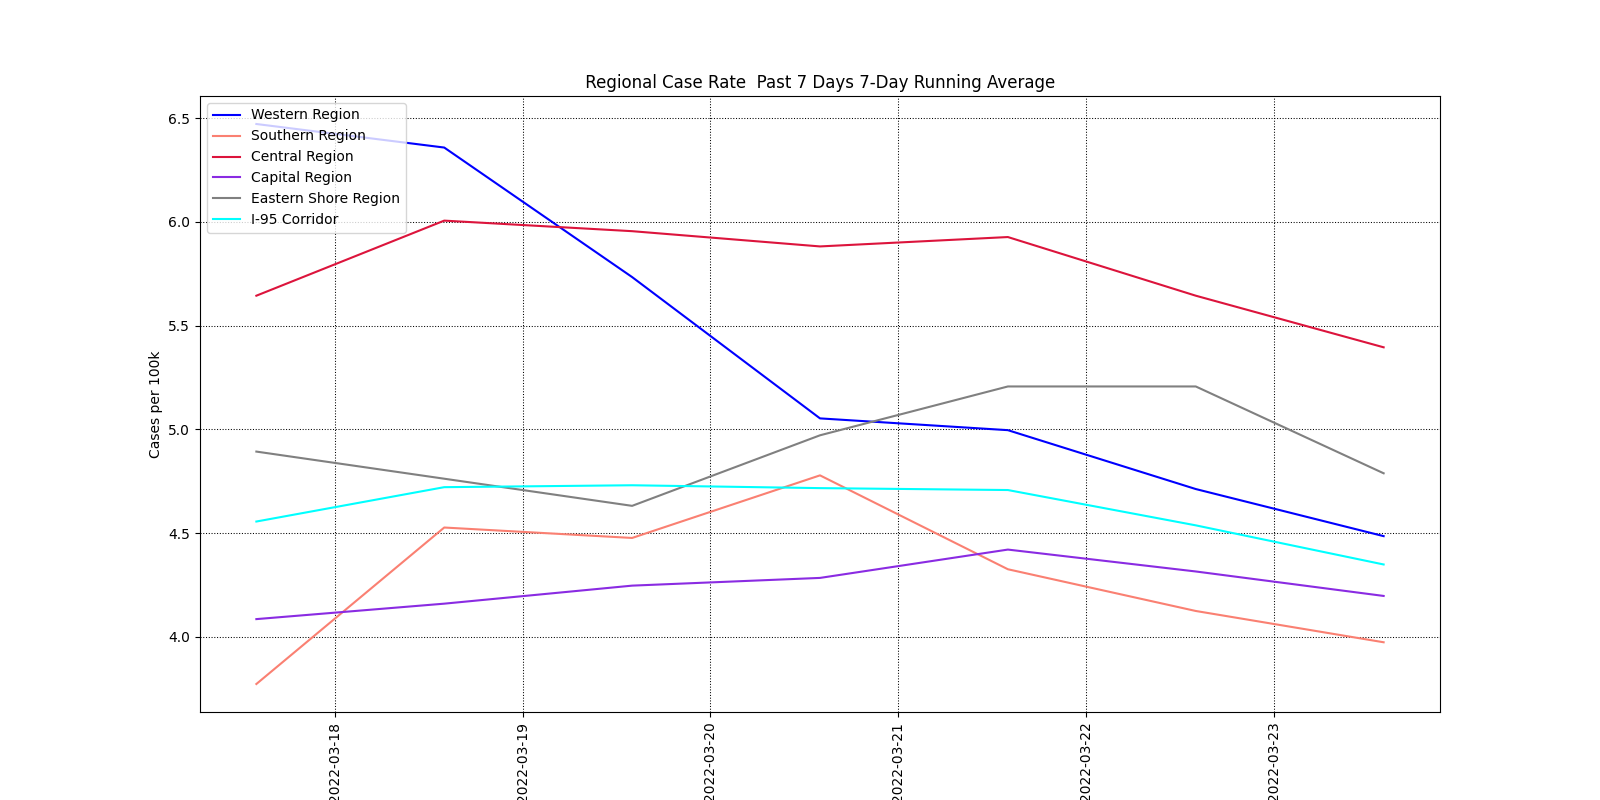 Regional Case Rate  Past 7 Days 7-Day Running Average
Western Region
Southern Region
Central Region
Capital Region
Eastern Shore Region
I-95 Corridor
Cases per 100k
6.5
6.0
5.5
5.0
4.5
4.0
2022-03-18
2022-03-19
2022-03-20
2022-03-21
2022-03-22
2022-03-23